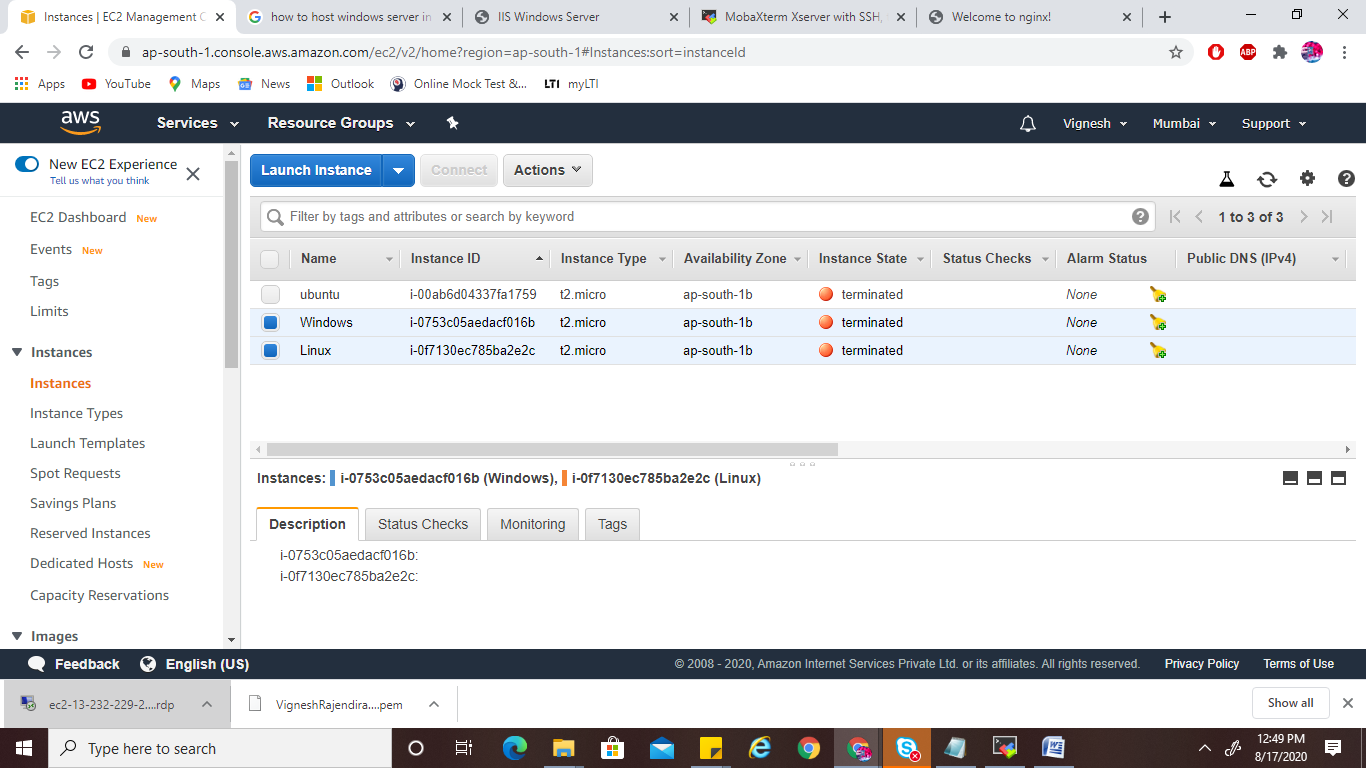 Instances | EC2 Management C
how to host windows server in
IIS Windows Server
MobaXterm Xserver with SSH,
Welcome to nginx!
ap-south-1.console.aws.amazon.com/ec2/v2/home?region=ap-south-1#Instances:sort=instanceId
ABP
Apps YouTube Maps News Outlook Online Mock Test &... LTI myLTI
aws Services Resource Groups Vignesh Mumbai Support
New EC2 Experience
Tell us what you think
EC2 Dashboard New
Events New
Tags
Limits
Instances
Instances
Instance Types
Launch Templates
Spot Requests
Savings Plans
Reserved Instances
Dedicated Hosts New
Capacity Reservations
Images
Launch Instance Connect Actions
Filter by tags and attributes or search by keyword
1 to 3 of 3
Name Instance ID Instance Type Availability Zone Instance State Status Checks Alarm Status Public DNS (IPv4)
ubuntu i-00ab6d04337fa1759 t2.micro ap-south-1b terminated None
Windows i-0753c05aedacf016b t2.micro ap-south-1b terminated None
Linux i-0f7130ec785ba2e2c t2.micro ap-south-1b terminated None
Instances: i-0753c05aedacf016b (Windows), i-0f7130ec785ba2e2c (Linux)
Description Status Checks Monitoring Tags
i-0753c05aedacf016b:
i-0f7130ec785ba2e2c:
Feedback English (US) © 2008 - 2020, Amazon Internet Services Private Ltd. or its affiliates. All rights reserved. Privacy Policy Terms of Use
ec2-13-232-229-2....rdp VigneshRajendira....pem Show all
Type here to search
12:49 PM
8/17/2020